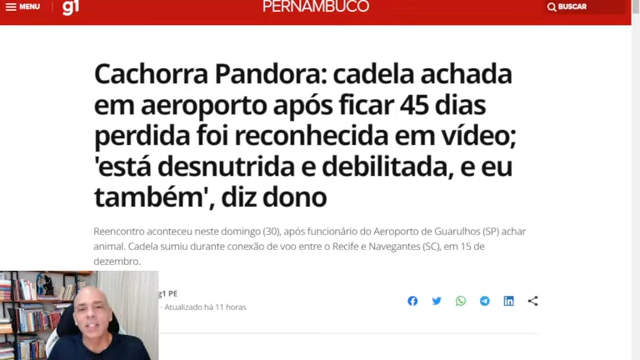 MENU g1 PERNAMBUCO BUSCAR
Cachorra Pandora: cadela achada
em aeroporto após ficar 45 dias
perdida foi reconhecida em vídeo;
'está desnutrida e debilitada, e eu
também', diz dono
Reencontro aconteceu neste domingo (30), após funcionário do Aeroporto de Guarulhos (SP) achar
animal. Cadela sumiu durante conexão de voo entre o Recife e Navegantes (SC), em 15 de
dezembro.
g1 PE
· Atualizado há 11 horas